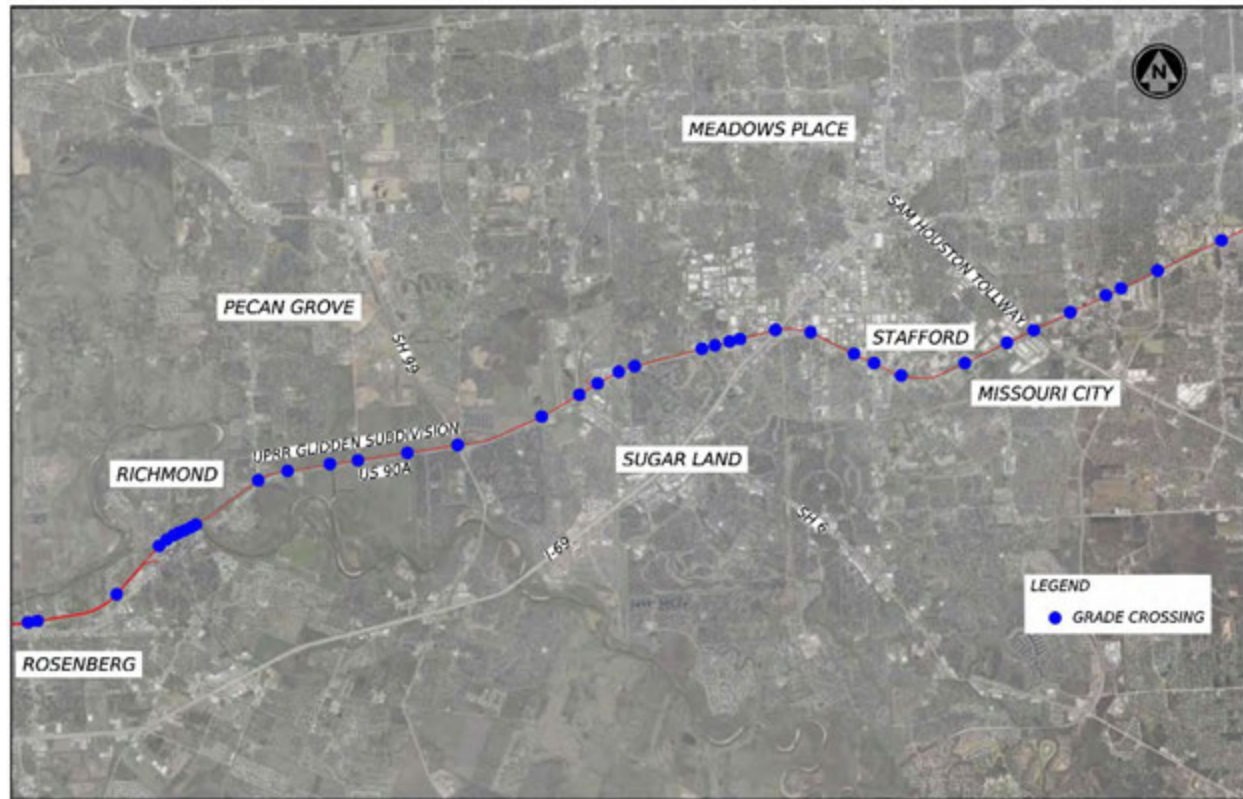 N
MEADOWS PLACE
SAM HOUSTON TOLLWAY
PECAN GROVE
SH 99
STAFFORD
MISSOURI CITY
UPRR GLIDDEN SUBDIVISION
US 90A
RICHMOND
SUGAR LAND
SH 6
I-69
LEGEND
GRADE CROSSING
ROSENBERG